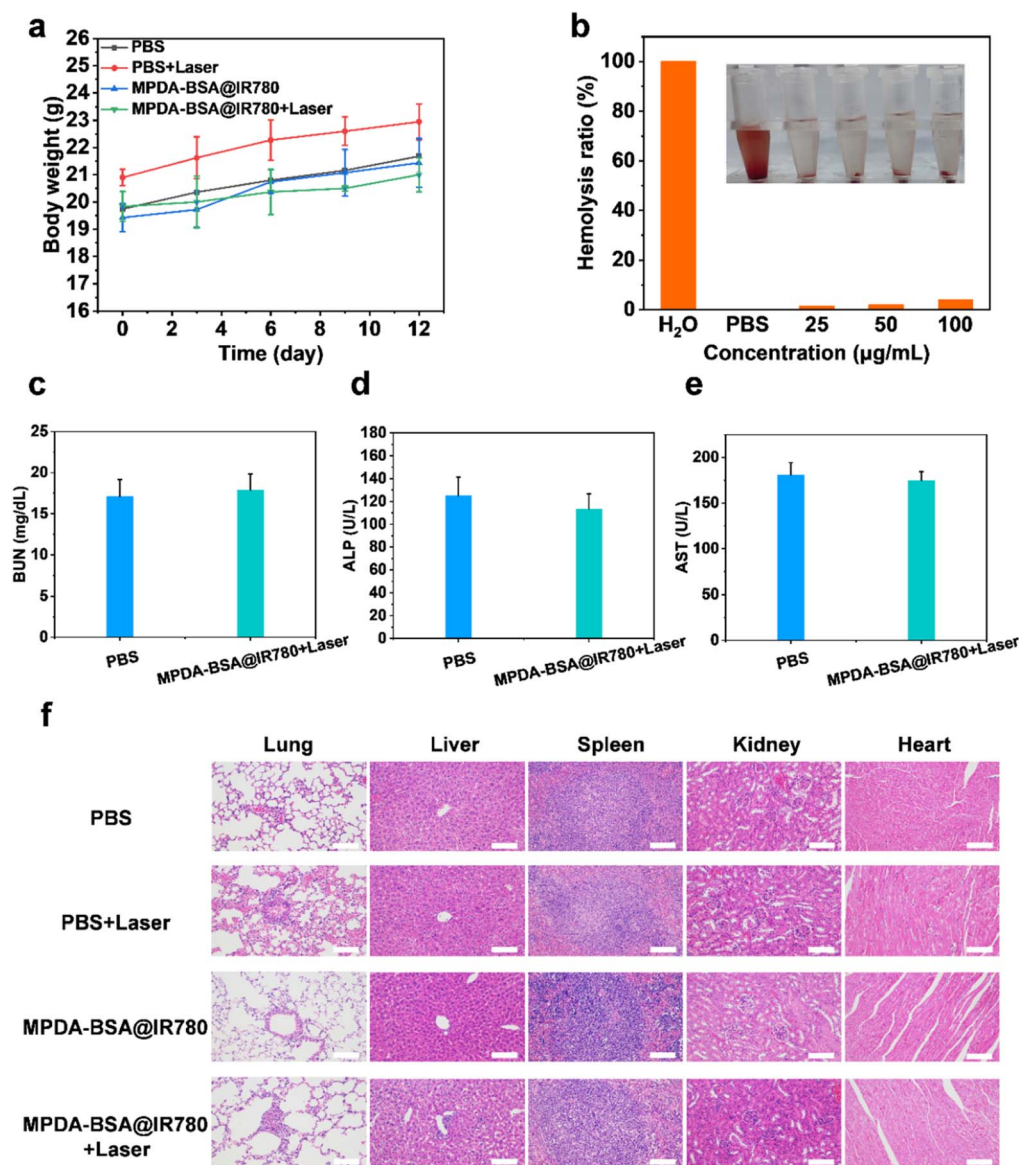 a
26
25
24
23
22
21
20
19
18
17
16
Body weight (g)
PBS
PBS+Laser
MPDA-BSA@IR780
MPDA-BSA@IR780+Laser
0 2 4 6 8 10 12
Time (day)
b
100
80
60
40
20
0
Hemolysis ratio (%)
H₂O PBS 25 50 100
Concentration (μg/mL)
c
25
20
15
10
5
0
BUN (mg/dL)
PBS MPDA-BSA@IR780+Laser
d
180
160
140
120
100
80
60
40
20
0
ALP (U/L)
PBS MPDA-BSA@IR780+Laser
e
200
150
100
50
0
AST (U/L)
PBS MPDA-BSA@IR780+Laser
f
Lung Liver Spleen Kidney Heart
PBS
PBS+Laser
MPDA-BSA@IR780
MPDA-BSA@IR780
+Laser